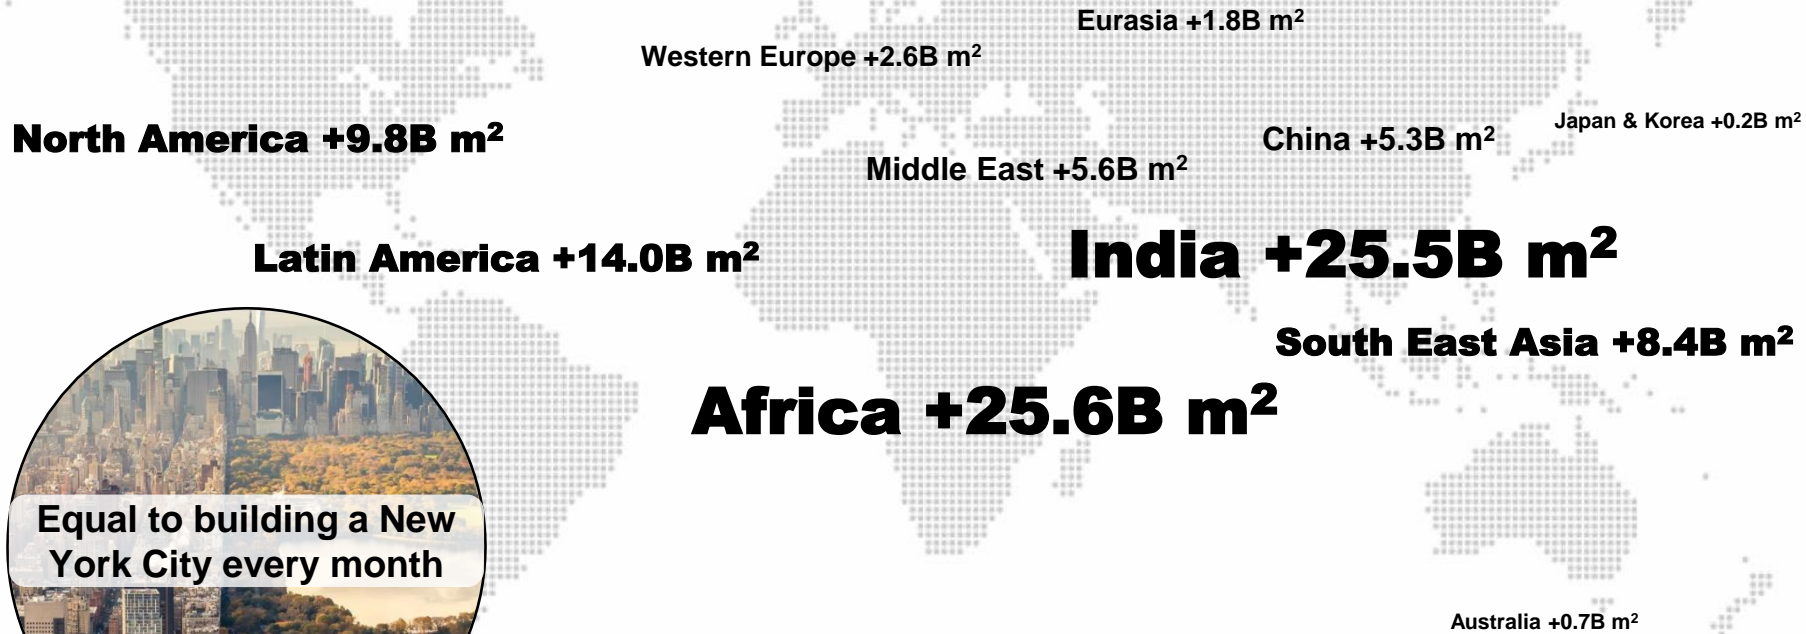 Eurasia +1.8B m²
Western Europe +2.6B m²
Japan & Korea +0.2B m²
North America +9.8B m²
China +5.3B m²
Middle East +5.6B m²
Latin America +14.0B m²
India +25.5B m²
South East Asia +8.4B m²
Africa +25.6B m²
Equal to building a New
York City every month
Australia +0.7B m²